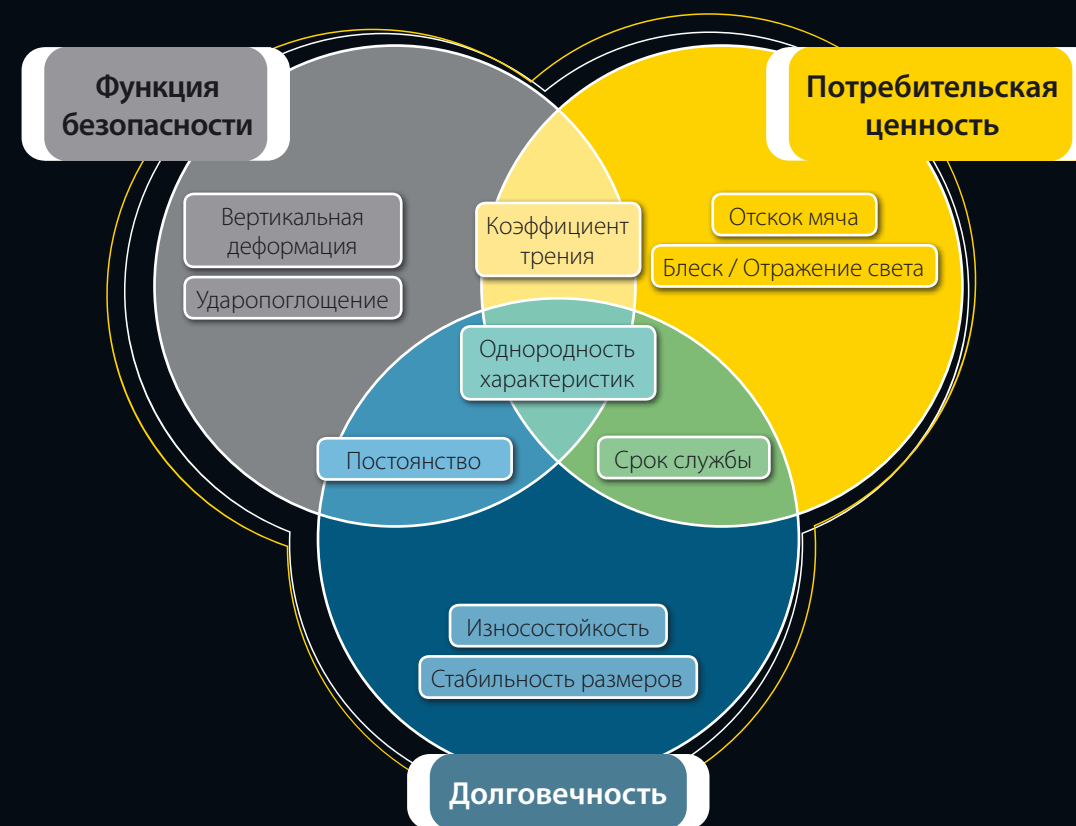 Функция
безопасности
Потребительская
ценность
Вертикальная
деформация
Ударопоглощение
Коэффициент
трения
Отскок мяча
Блеск / Отражение света
Однородность
характеристик
Постоянство
Срок службы
Износостойкость
Стабильность размеров
Долговечность